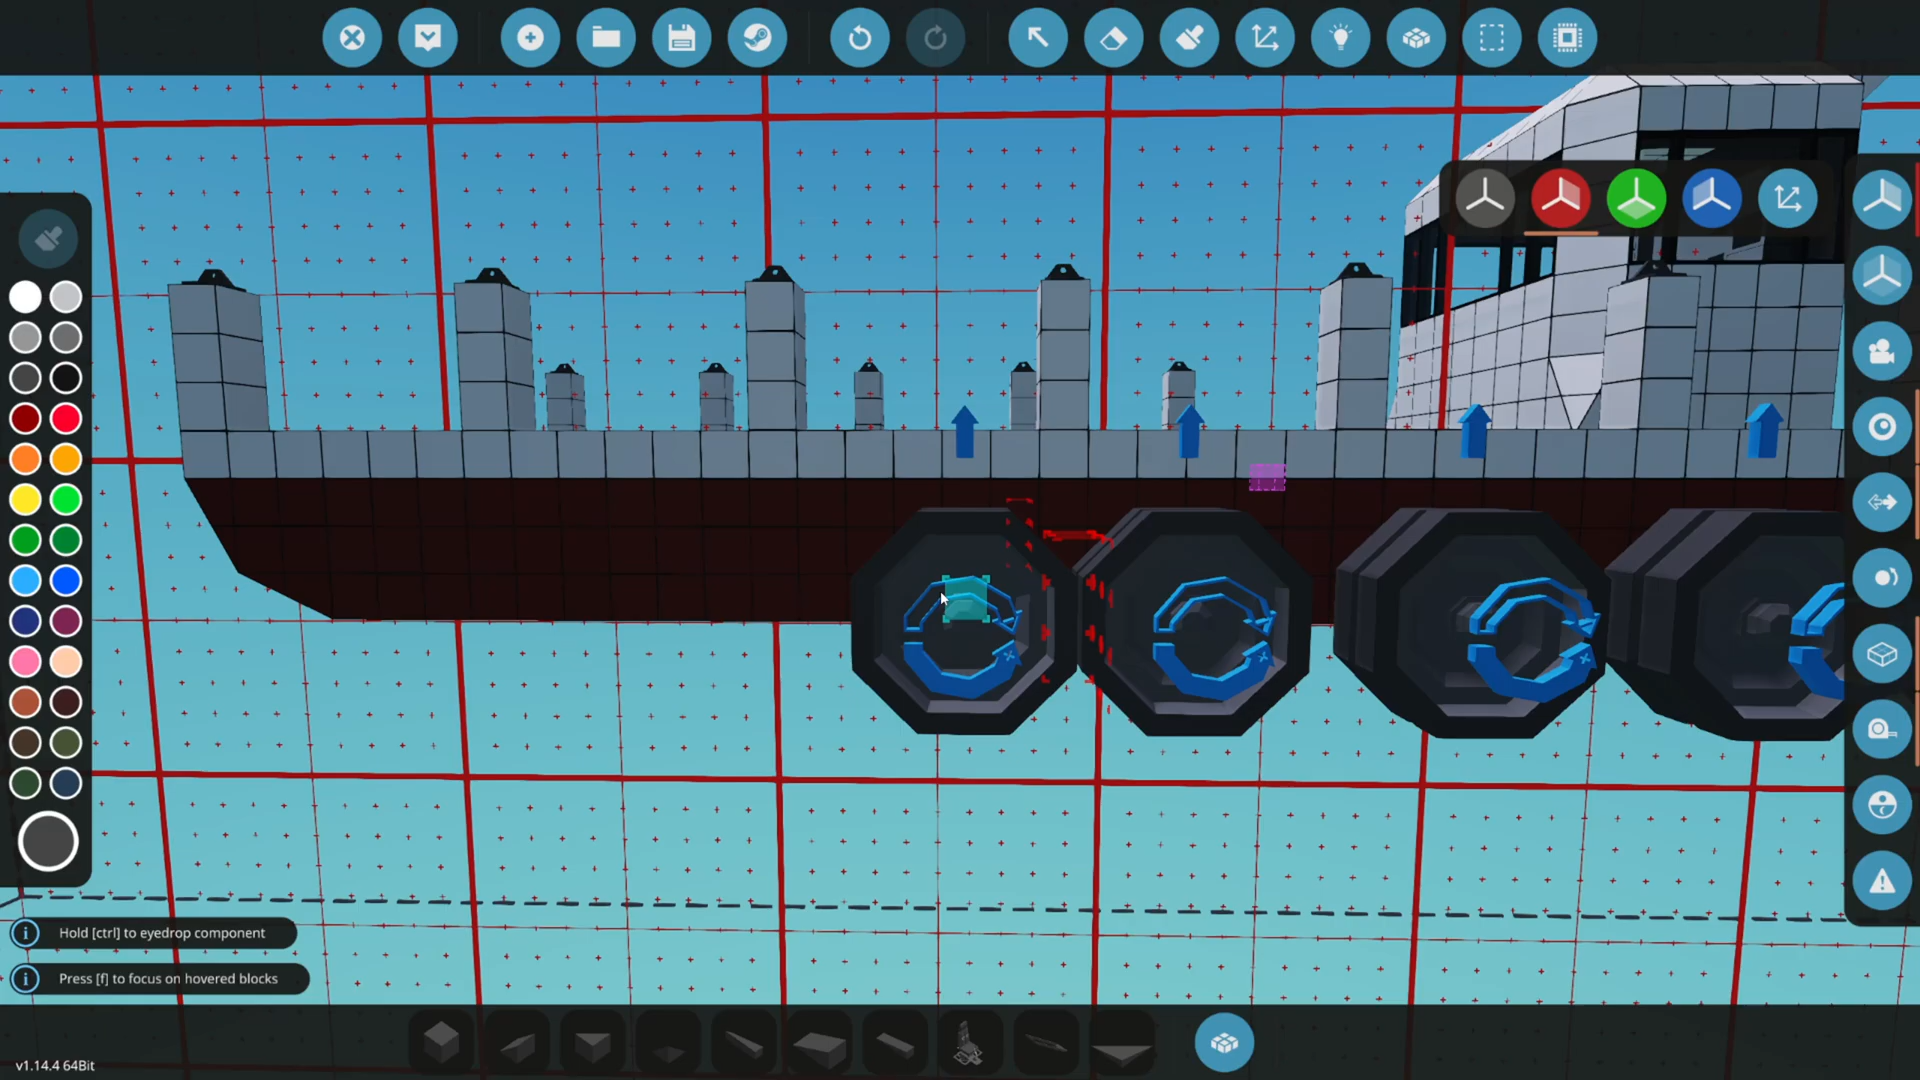 Hold [ctrl] to eyedrop component
Press [f] to focus on hovered blocks
v1.14.4 64Bit